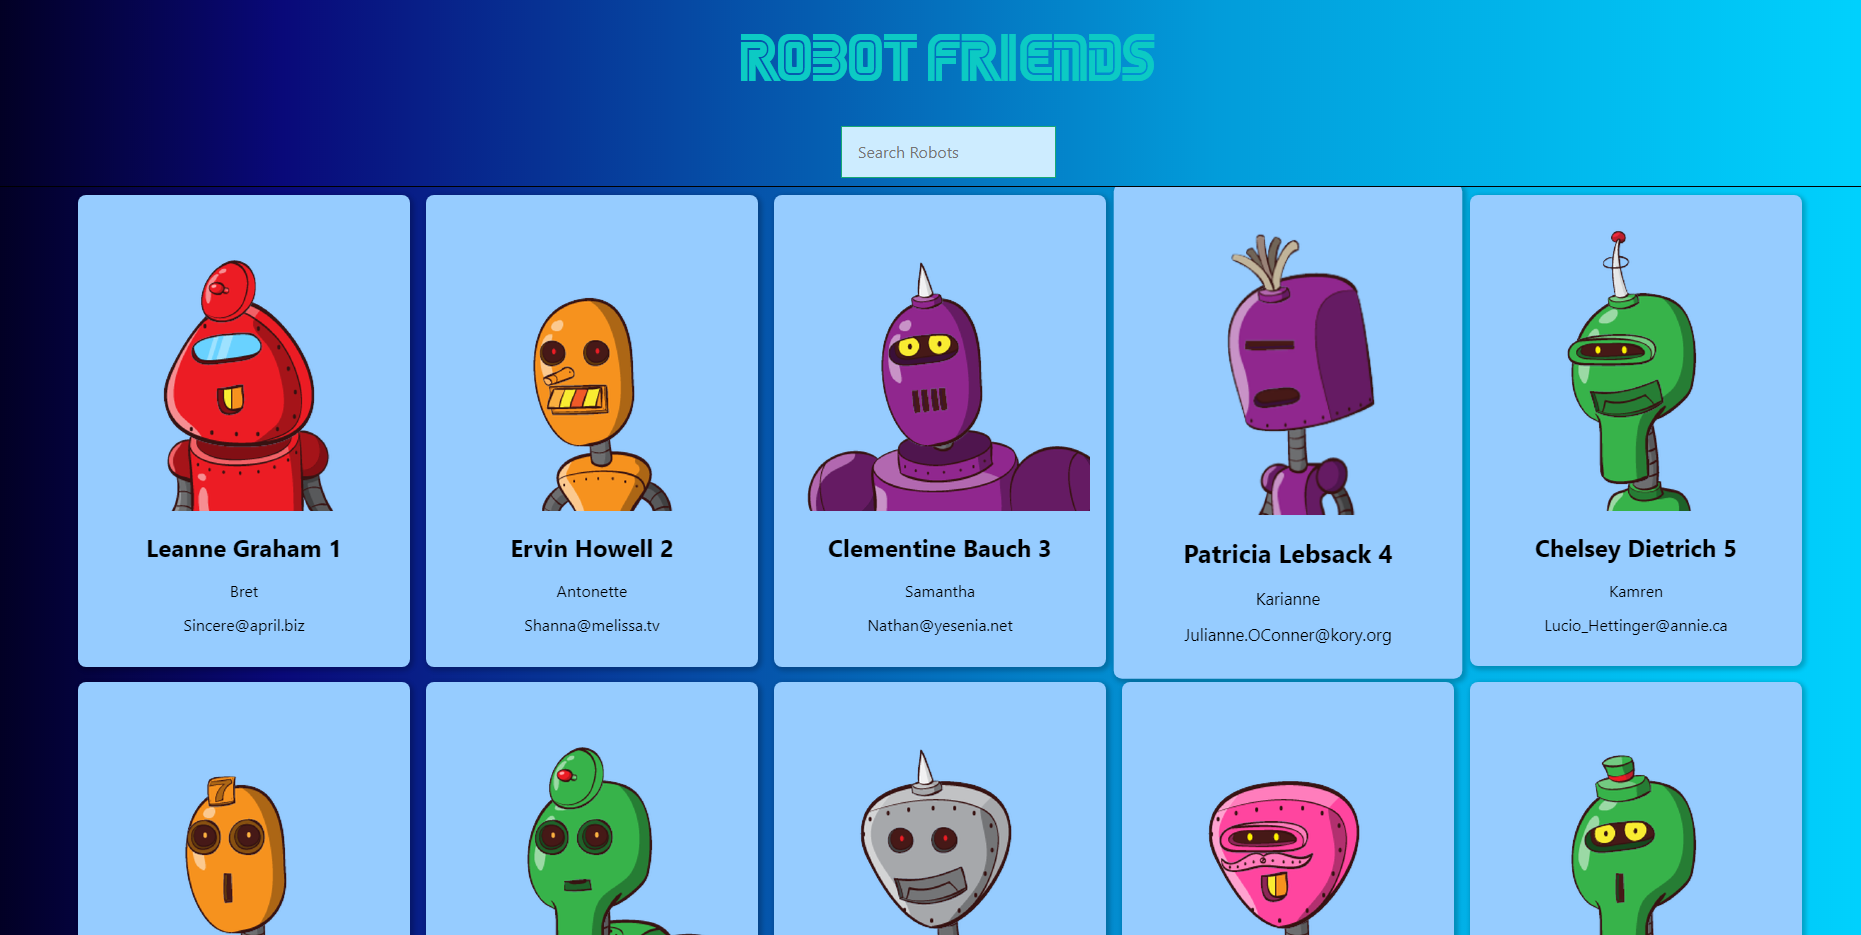 ROBOT FRIENDS
Search Robots
Leanne Graham 1
Bret
Sincere@april.biz
Ervin Howell 2
Antonette
Shanna@melissa.tv
Clementine Bauch 3
Samantha
Nathan@yesenia.net
Patricia Lebsack 4
Karianne
Julianne.OConner@kory.org
Chelsey Dietrich 5
Kamren
Lucio_Hettinger@annie.ca
7